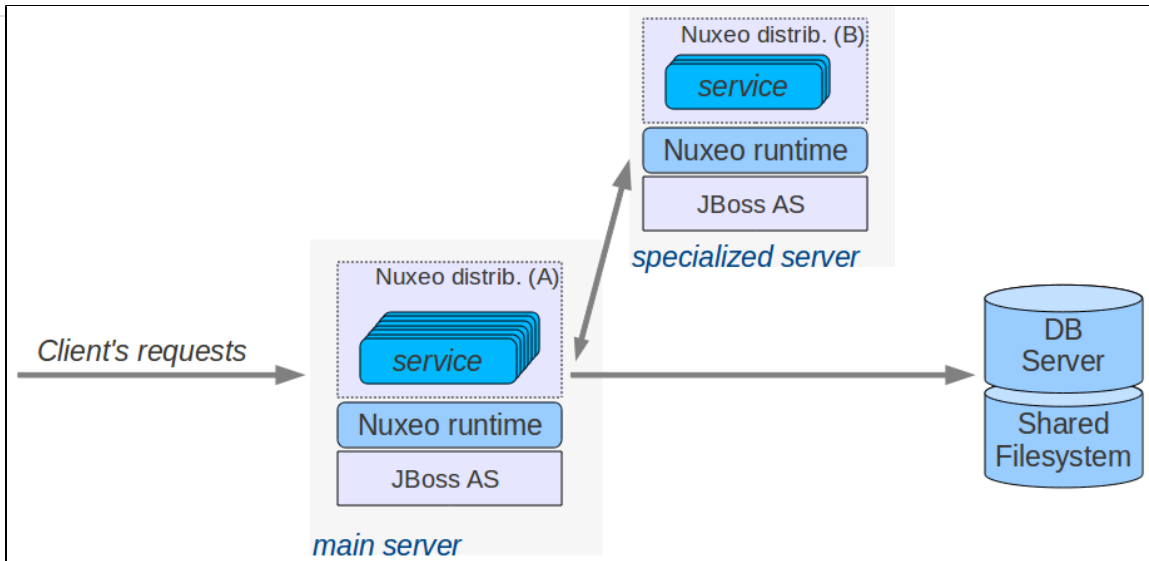 Nuxeo distrib. (B)
service
Nuxeo runtime
JBoss AS
specialized server
Nuxeo distrib. (A)
Client's requests
service
Nuxeo runtime
JBoss AS
main server
DB
Server
Shared
Filesystem